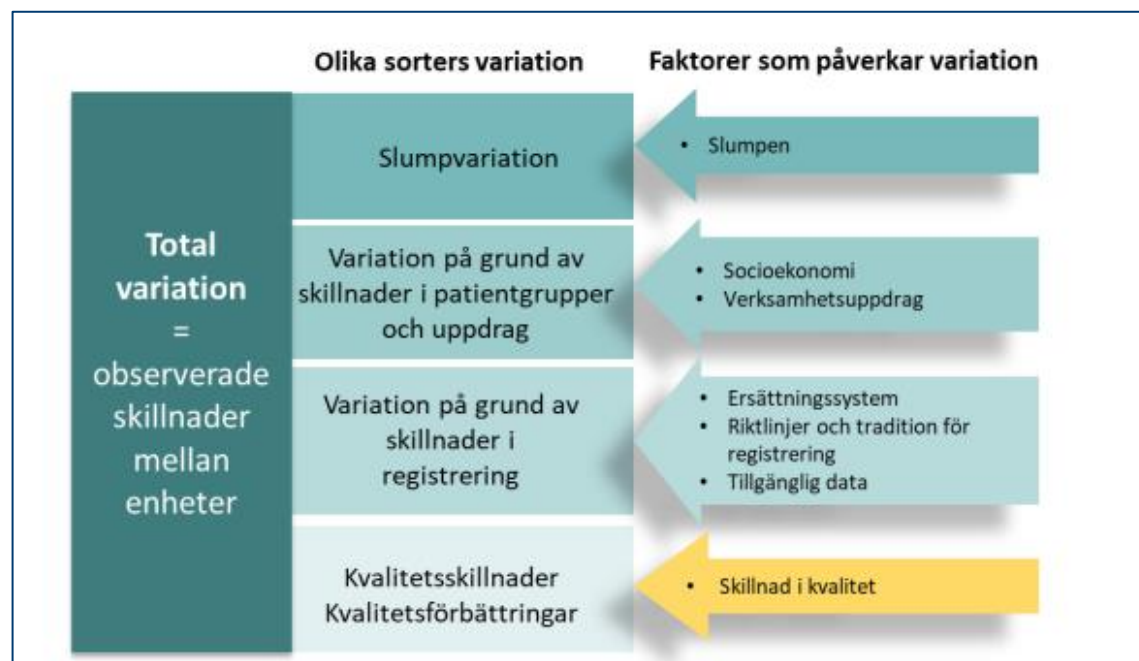 Olika sorters variation
Faktorer som påverkar variation
Total
variation
=
observerade
skillnader
mellan
enheter
Slumpvariation
• Slumpen
Variation på grund av
skillnader i patientgrupper
och uppdrag
• Socioekonomi
• Verksamhetsuppdrag
Variation på grund av
skillnader i
registrering
• Ersättningssystem
• Riktlinjer och tradition för
registrering
• Tillgänglig data
Kvalitetsskillnader
Kvalitetsförbättringar
• Skillnad i kvalitet